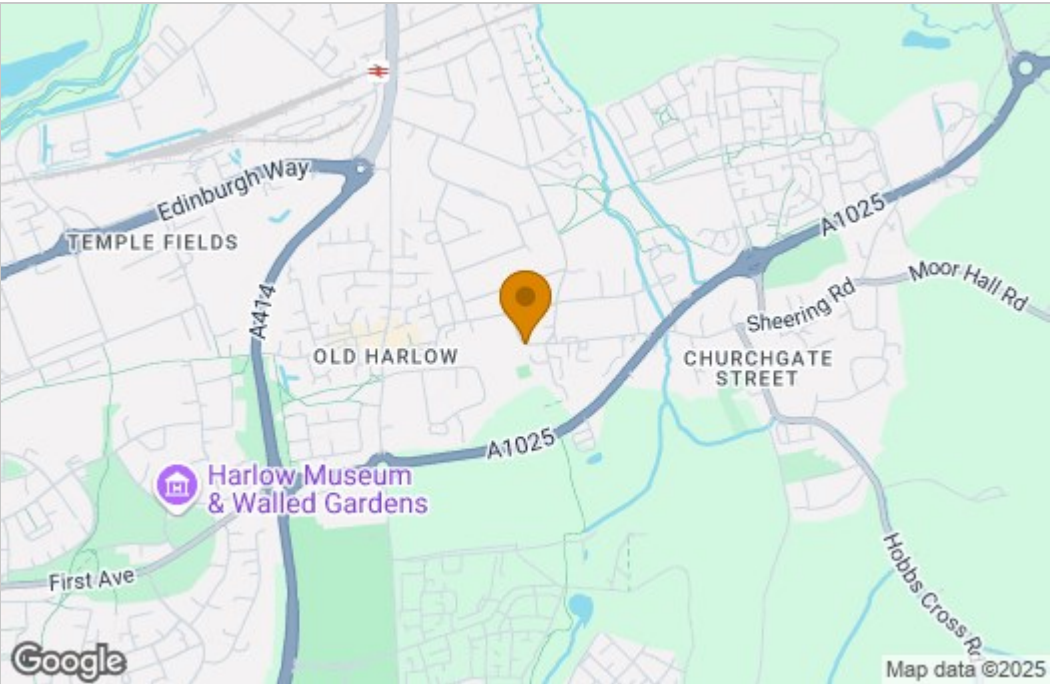 Edinburgh Way
TEMPLE FIELDS
A414
A1025
Moor Hall Rd
Sheering Rd
OLD HARLOW
CHURCHGATE
STREET
A1025
Harlow Museum
& Walled Gardens
First Ave
Hobbs Cross R
Google
Map data ©2025